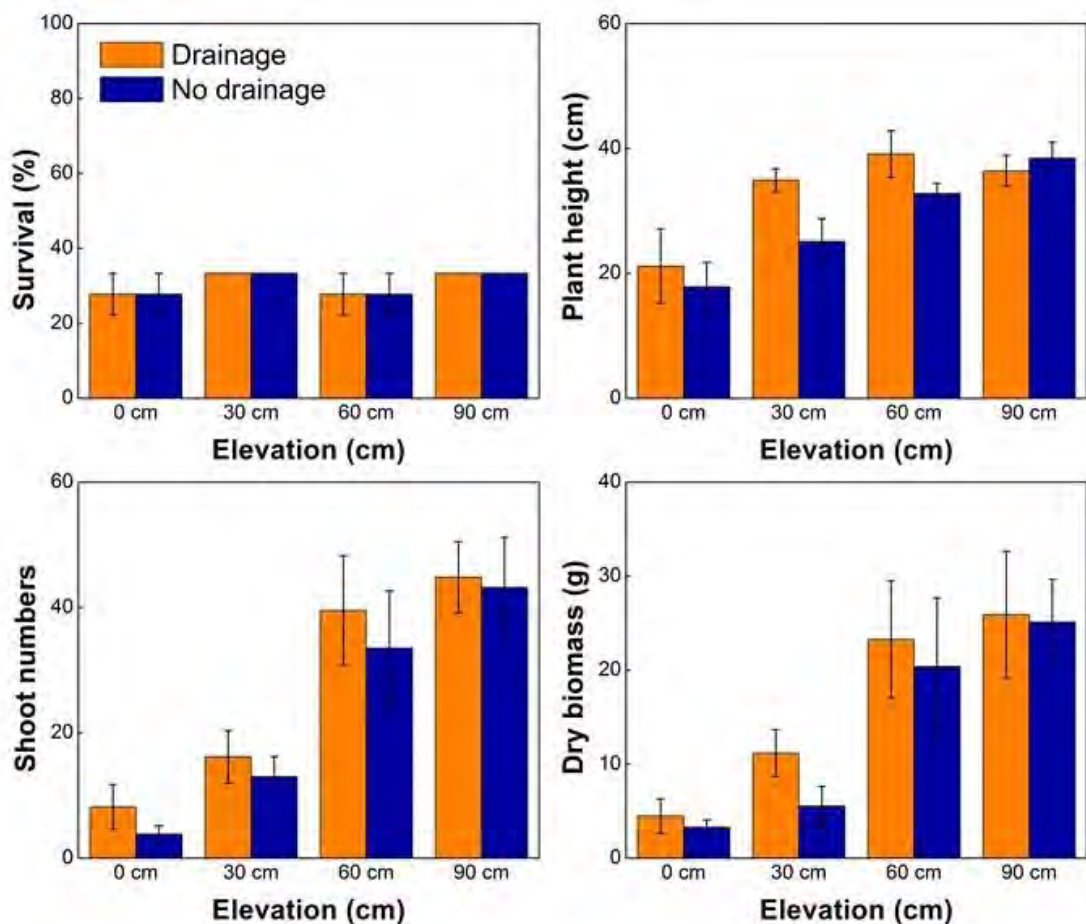 100
80
60
40
20
0
Survival (%)
Drainage
No drainage
0 cm 30 cm 60 cm 90 cm
Elevation (cm)
60
40
20
0
Plant height (cm)
0 cm 30 cm 60 cm 90 cm
Elevation (cm)
60
40
20
0
Shoot numbers
0 cm 30 cm 60 cm 90 cm
Elevation (cm)
40
30
20
10
0
Dry biomass (g)
0 cm 30 cm 60 cm 90 cm
Elevation (cm)